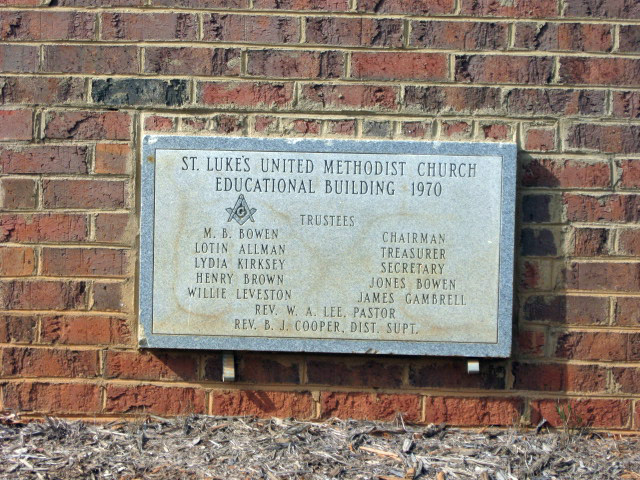 ST. LUKE'S UNITED METHODIST CHURCH
EDUCATIONAL BUILDING 1970
G
TRUSTEES
M. B. BOWEN CHAIRMAN
LOTIN ALLMAN TREASURER
LYDIA KIRKSEY SECRETARY
HENRY BROWN JONES BOWEN
WILLIE LEVESTON JAMES GAMBRELL
REV. W. A. LEE, PASTOR
REV. B. J. COOPER, DIST. SUPT.